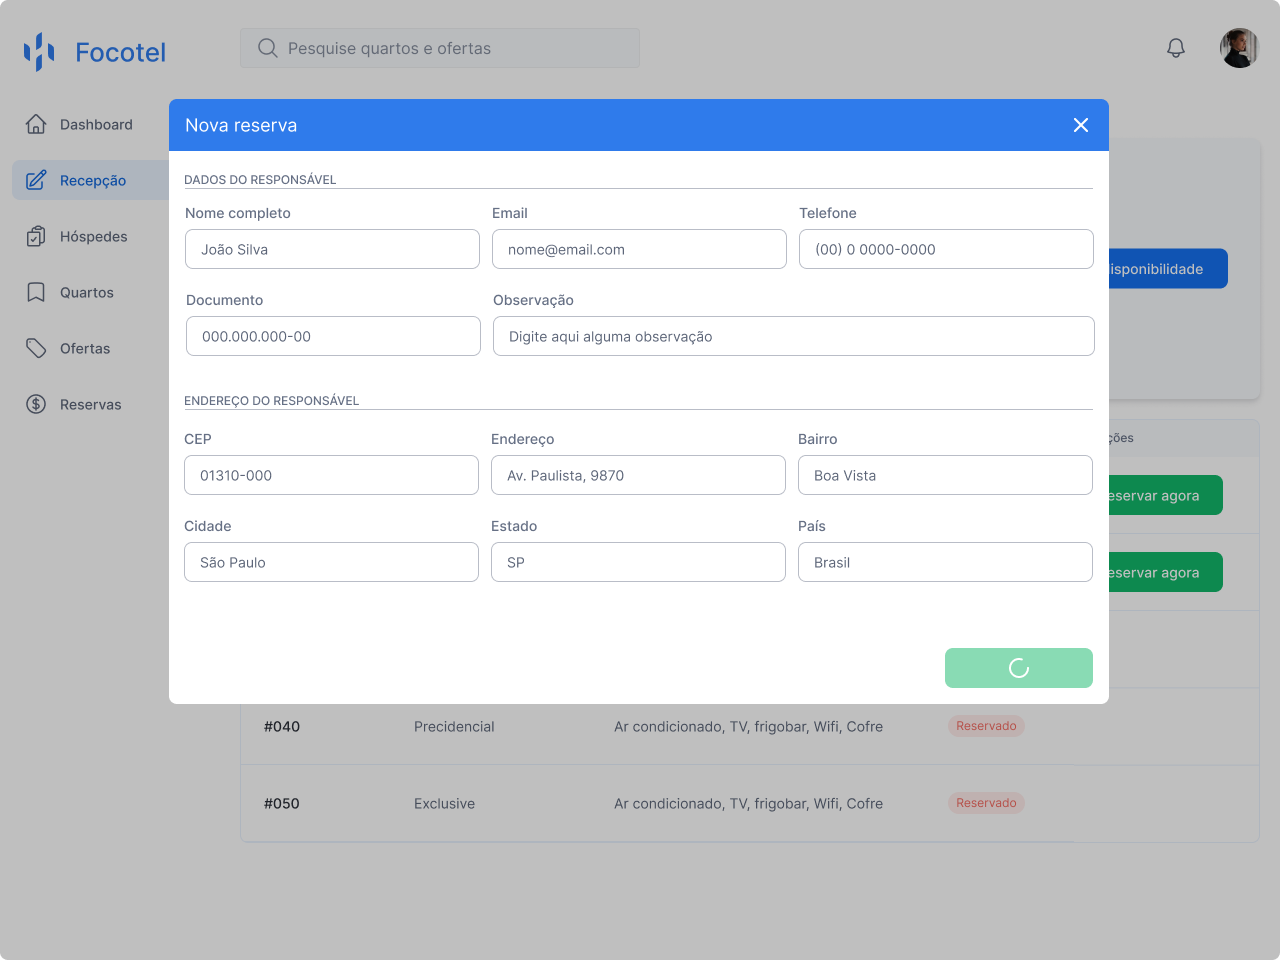 Focotel
Pesquise quartos e ofertas
Dashboard
Recepção
Hóspedes
Quartos
Ofertas
Reservas
Nova reserva
DADOS DO RESPONSÁVEL
Nome completo Email Telefone
João Silva nome@email.com (00) 0 0000-0000
Documento Observação
000.000.000-00 Digite aqui alguma observação
ENDEREÇO DO RESPONSÁVEL
CEP Endereço Bairro
01310-000 Av. Paulista, 9870 Boa Vista
Cidade Estado País
São Paulo SP Brasil
isponibilidade
ções
eservar agora
eservar agora
#040 Precidencial Ar condicionado, TV, frigobar, Wifi, Cofre Reservado
#050 Exclusive Ar condicionado, TV, frigobar, Wifi, Cofre Reservado